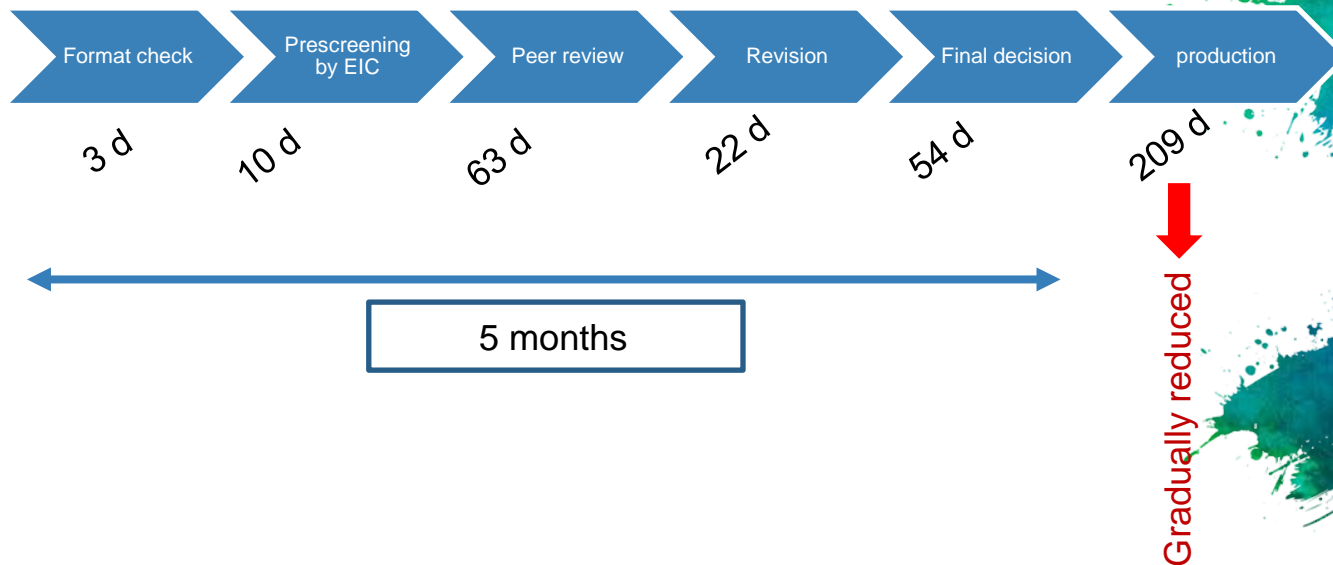 Format check
Prescreening
by EIC
Peer review
Revision
Final decision
production
3 d
10 d
63 d
22 d
54 d
209 d
5 months
Gradually reduced